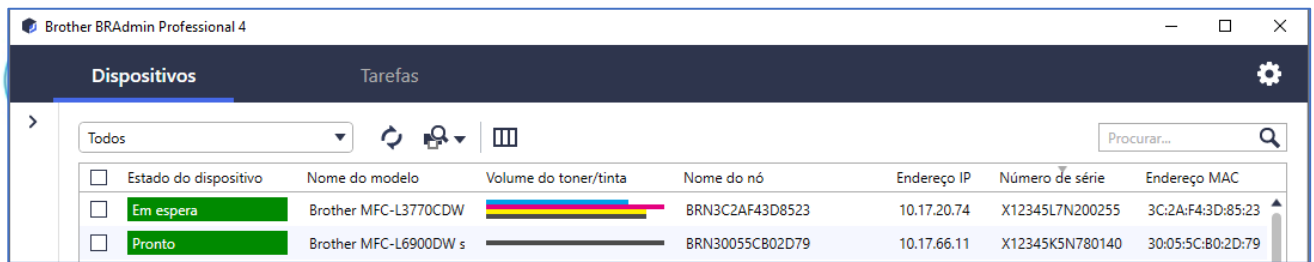 Brother BRAdmin Professional 4
Dispositivos Tarefas
Todos Procurar...
Estado do dispositivo Nome do modelo Volume do toner/tinta Nome do nó Endereço IP Número de série Endereço MAC
Em espera Brother MFC-L3770CDW BRN3C2AF43D8523 10.17.20.74 X12345L7N200255 3C:2A:F4:3D:85:23
Pronto Brother MFC-L6900DW s BRN30055CB02D79 10.17.66.11 X12345K5N780140 30:05:5C:B0:2D:79